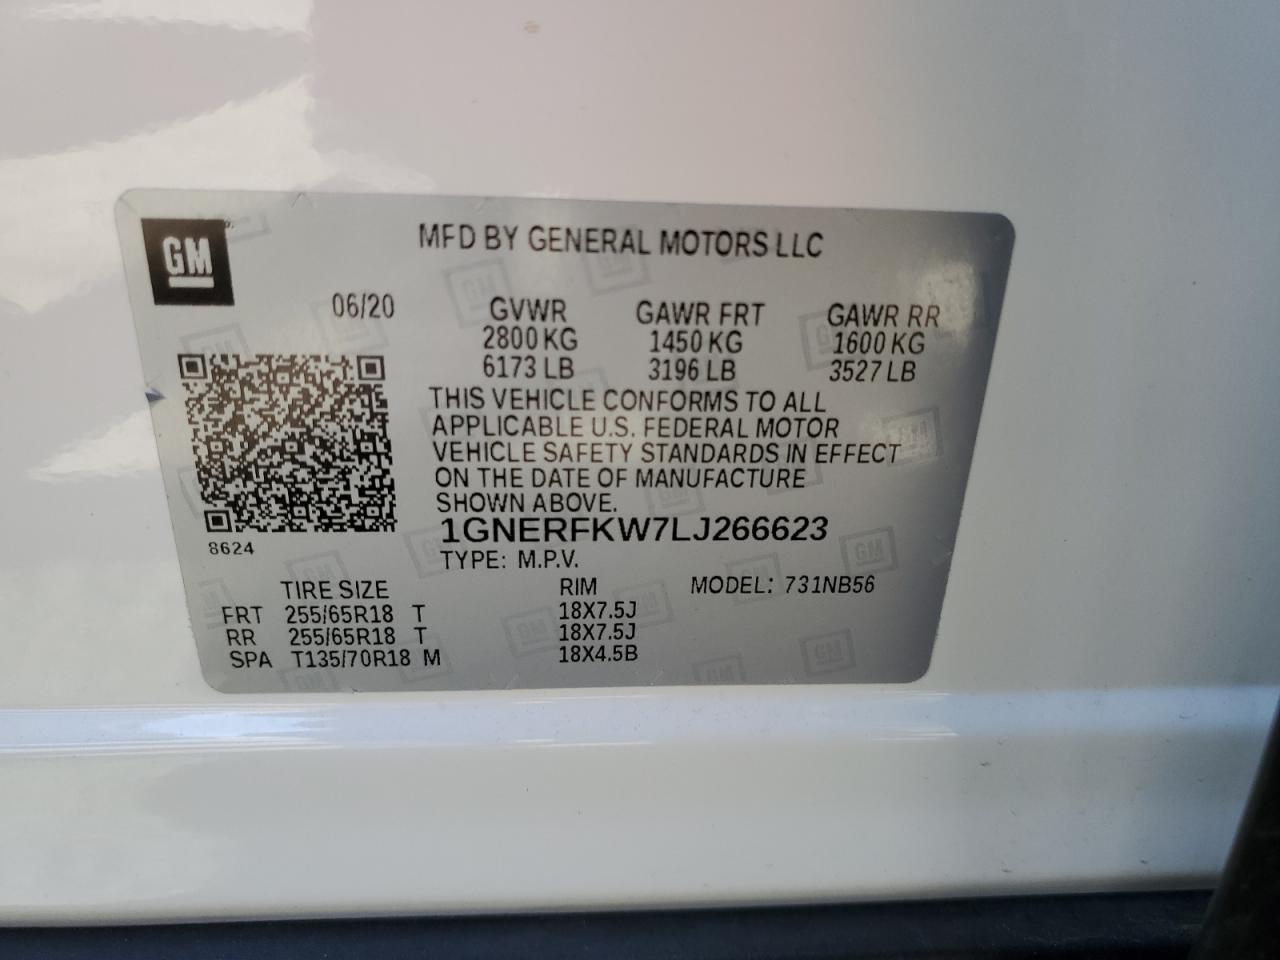 GM
MFD BY GENERAL MOTORS LLC
06/20 GVWR GAWR FRT GAWR RR
2800 KG 1450 KG 1600 KG
6173 LB 3196 LB 3527 LB
THIS VEHICLE CONFORMS TO ALL
APPLICABLE U.S. FEDERAL MOTOR
VEHICLE SAFETY STANDARDS IN EFFECT
ON THE DATE OF MANUFACTURE
SHOWN ABOVE.
1GNERFKW7LJ266623
8624
TYPE: M.P.V.
TIRE SIZE RIM MODEL: 731NB56
FRT 255/65R18 T 18X7.5J
RR 255/65R18 T 18X7.5J
SPA T135/70R18 M 18X4.5B